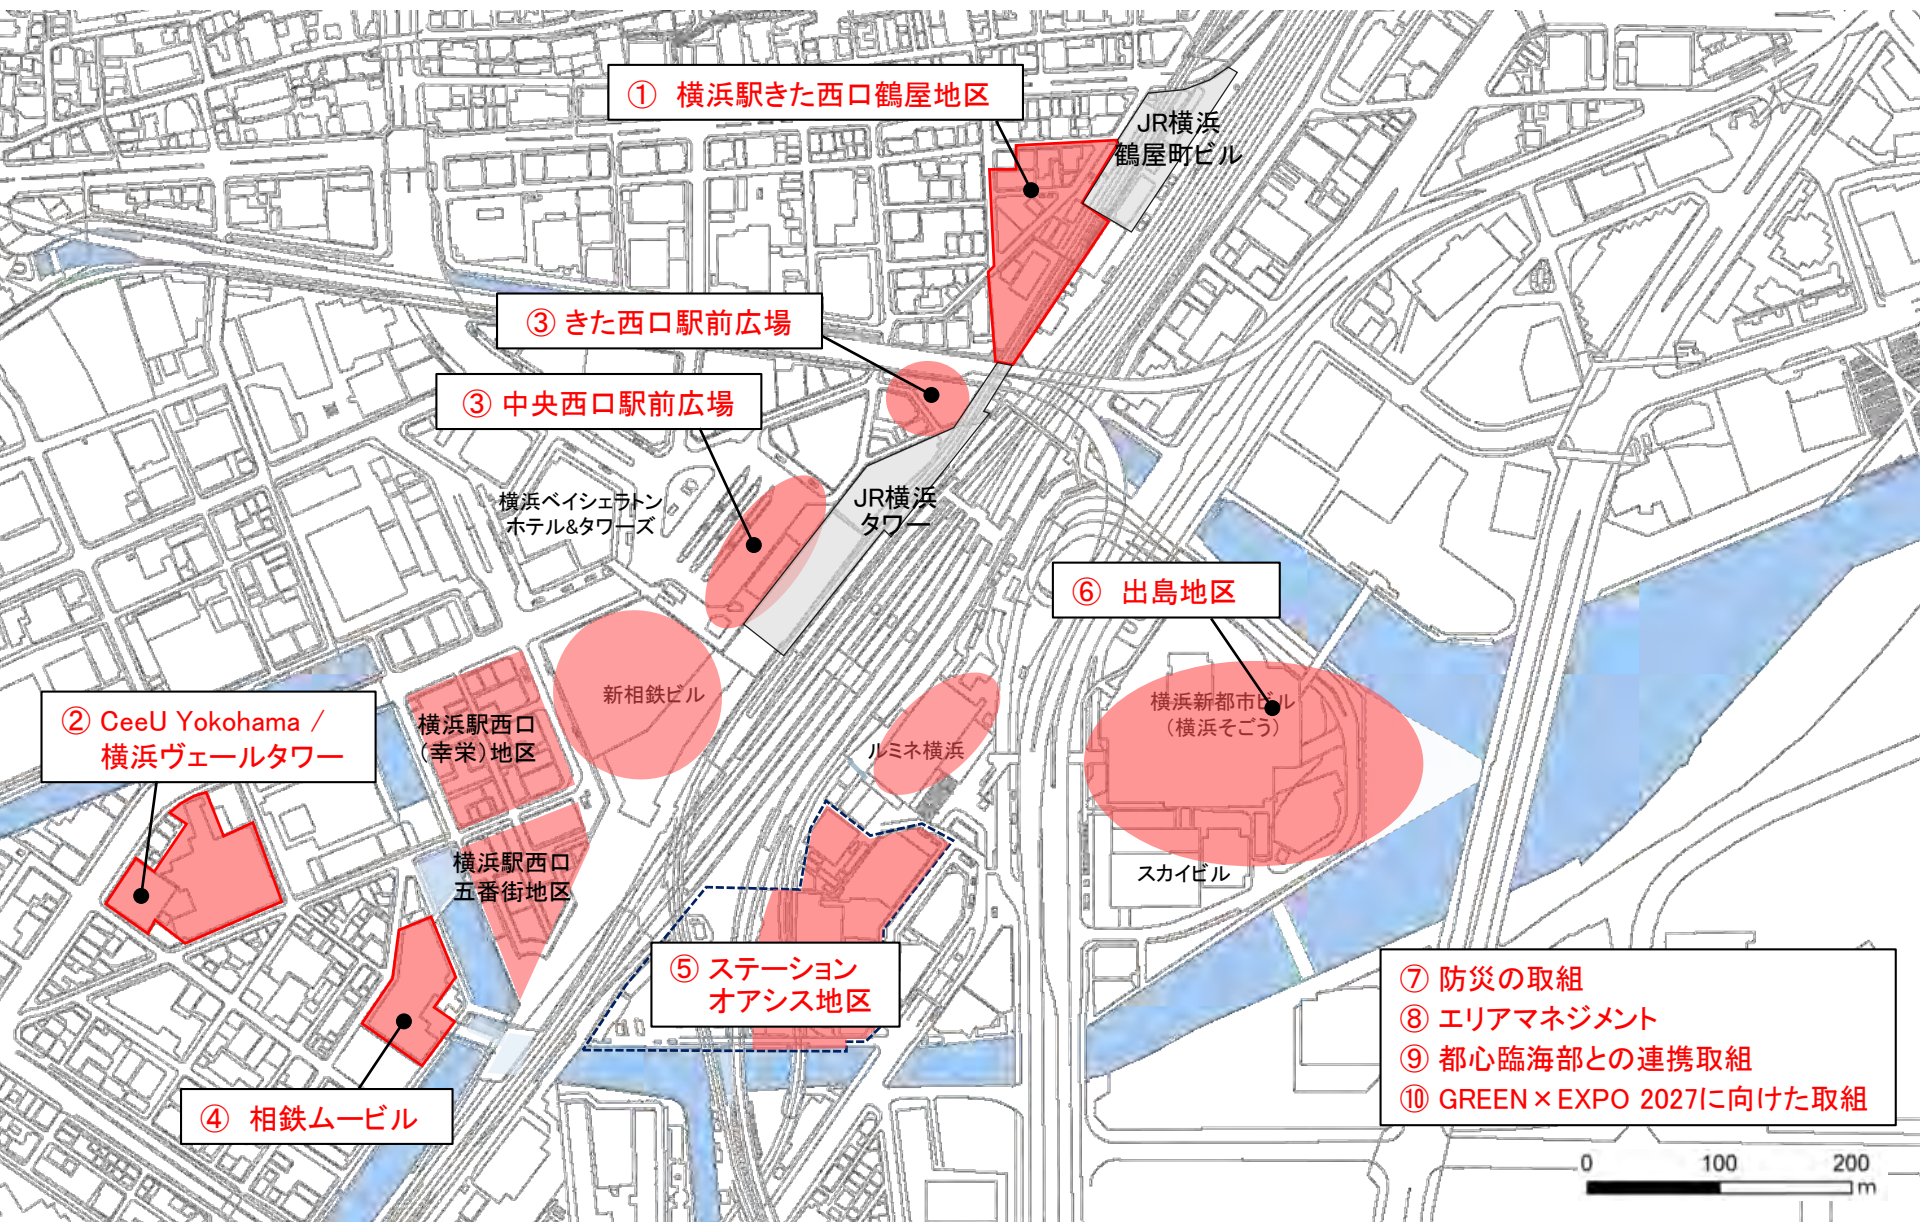 ① 横浜駅きた西口鶴屋地区
JR横浜
鶴屋町ビル
③ きた西口駅前広場
③ 中央西口駅前広場
横浜ベイシェラトン
ホテル&タワーズ
JR横浜
タワー
⑥ 出島地区
新相鉄ビル
横浜新都市ビル
(横浜そごう)
② CeeU Yokohama /
横浜ヴェールタワー
横浜駅西口
(幸栄)地区
ルミネ横浜
横浜駅西口
五番街地区
スカイビル
⑤ ステーション
オアシス地区
④ 相鉄ムービル
⑦ 防災の取組
⑧ エリアマネジメント
⑨ 都心臨海部との連携取組
⑩ GREEN×EXPO 2027に向けた取組
0 100 200
m